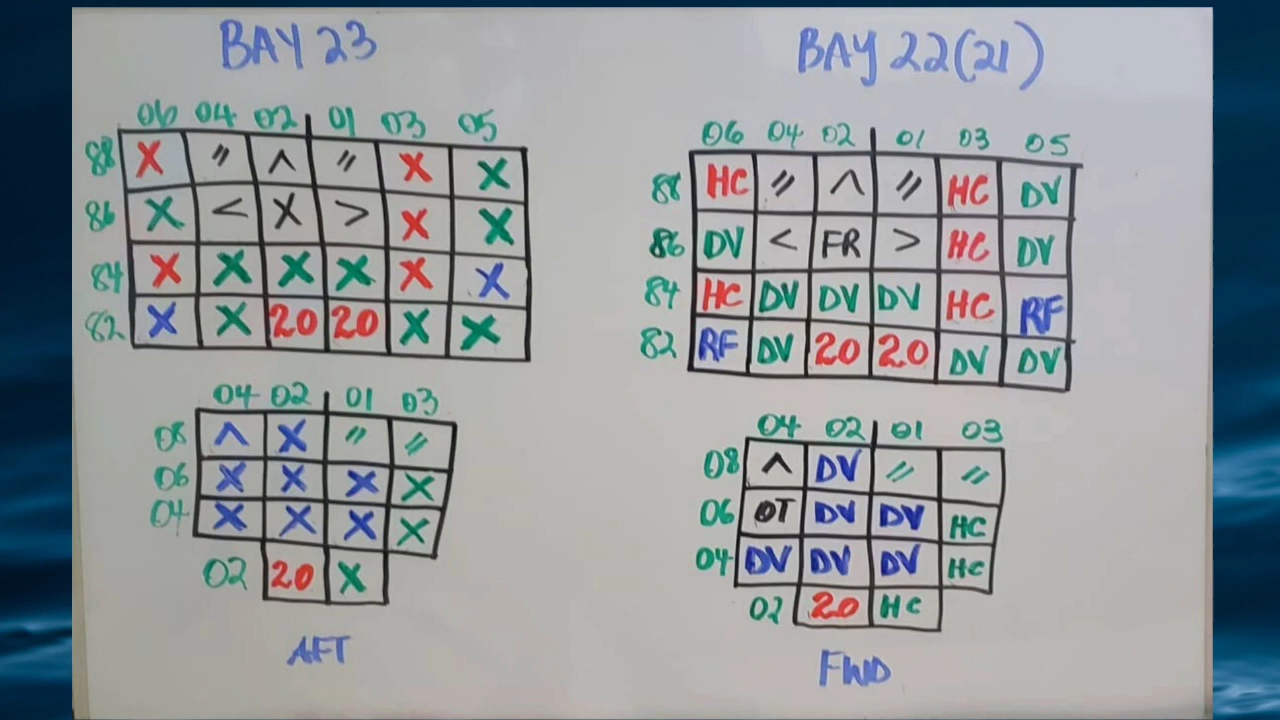 BAY 23
06 04 02 01 03 05
88 X // ^ // X X
86 X < X > X X
84 X X X X X X
82 X X 20 20 X X
04 02 01 03
08 ^ X // //
06 X X X X
04 X X X X
02 20 X
AFT
BAY 22(21)
06 04 02 01 03 05
88 HC // ^ // HC DV
86 DV < FR > HC DV
84 HC DV DV DV HC RF
82 RF DV 20 20 DV DV
04 02 01 03
08 ^ DV // //
06 OT DV DV HC
04 DV DV DV HC
02 20 HC
FWD